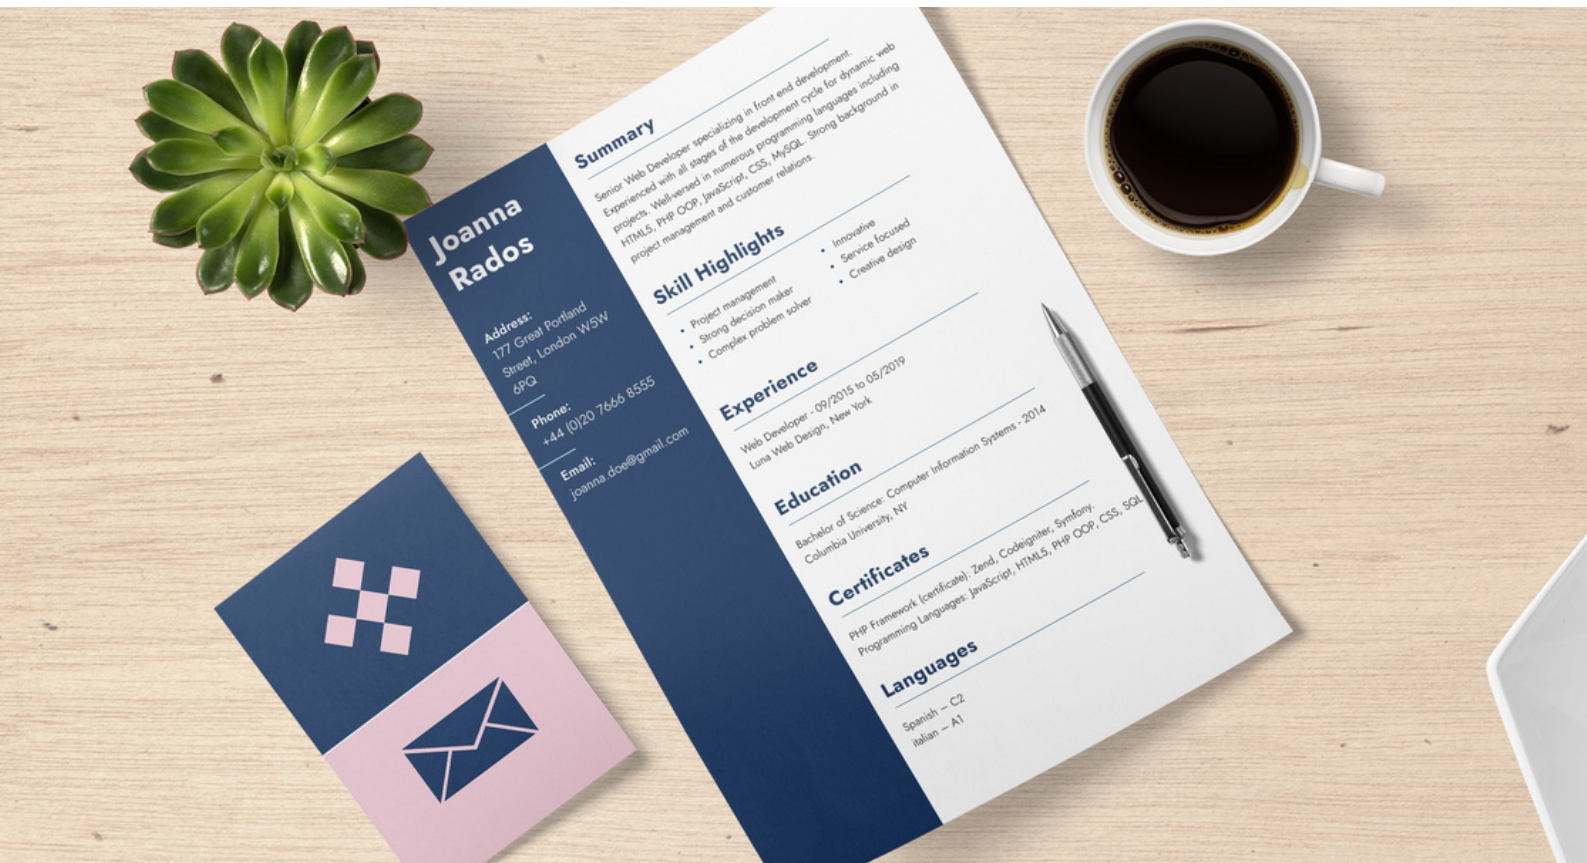 Joanna
Rados
Address:
177 Great Portland
Street, London W5W
6PQ
Phone:
+44 (0)20 7666 8555
Email:
joanna.doe@gmail.com
Summary
Senior Web Developer specializing in front end development.
Experienced with all stages of the development cycle for dynamic web
projects. Well-versed in numerous programming languages including
HTML5, PHP OOP, JavaScript, CSS, MySQL. Strong background in
project management and customer relations.
Skill Highlights
• Project management
• Strong decision maker
• Complex problem solver
• Innovative
• Service focused
• Creative design
Experience
Web Developer - 09/2015 to 05/2019
Luna Web Design, New York
Education
Bachelor of Science: Computer Information Systems - 2014
Columbia University, NY
Certificates
PHP Framework (certificate): Zend, Codeigniter, Symfony.
Programming Languages: JavaScript, HTML5, PHP OOP, CSS, SQL
Languages
Spanish – C2
italian – A1